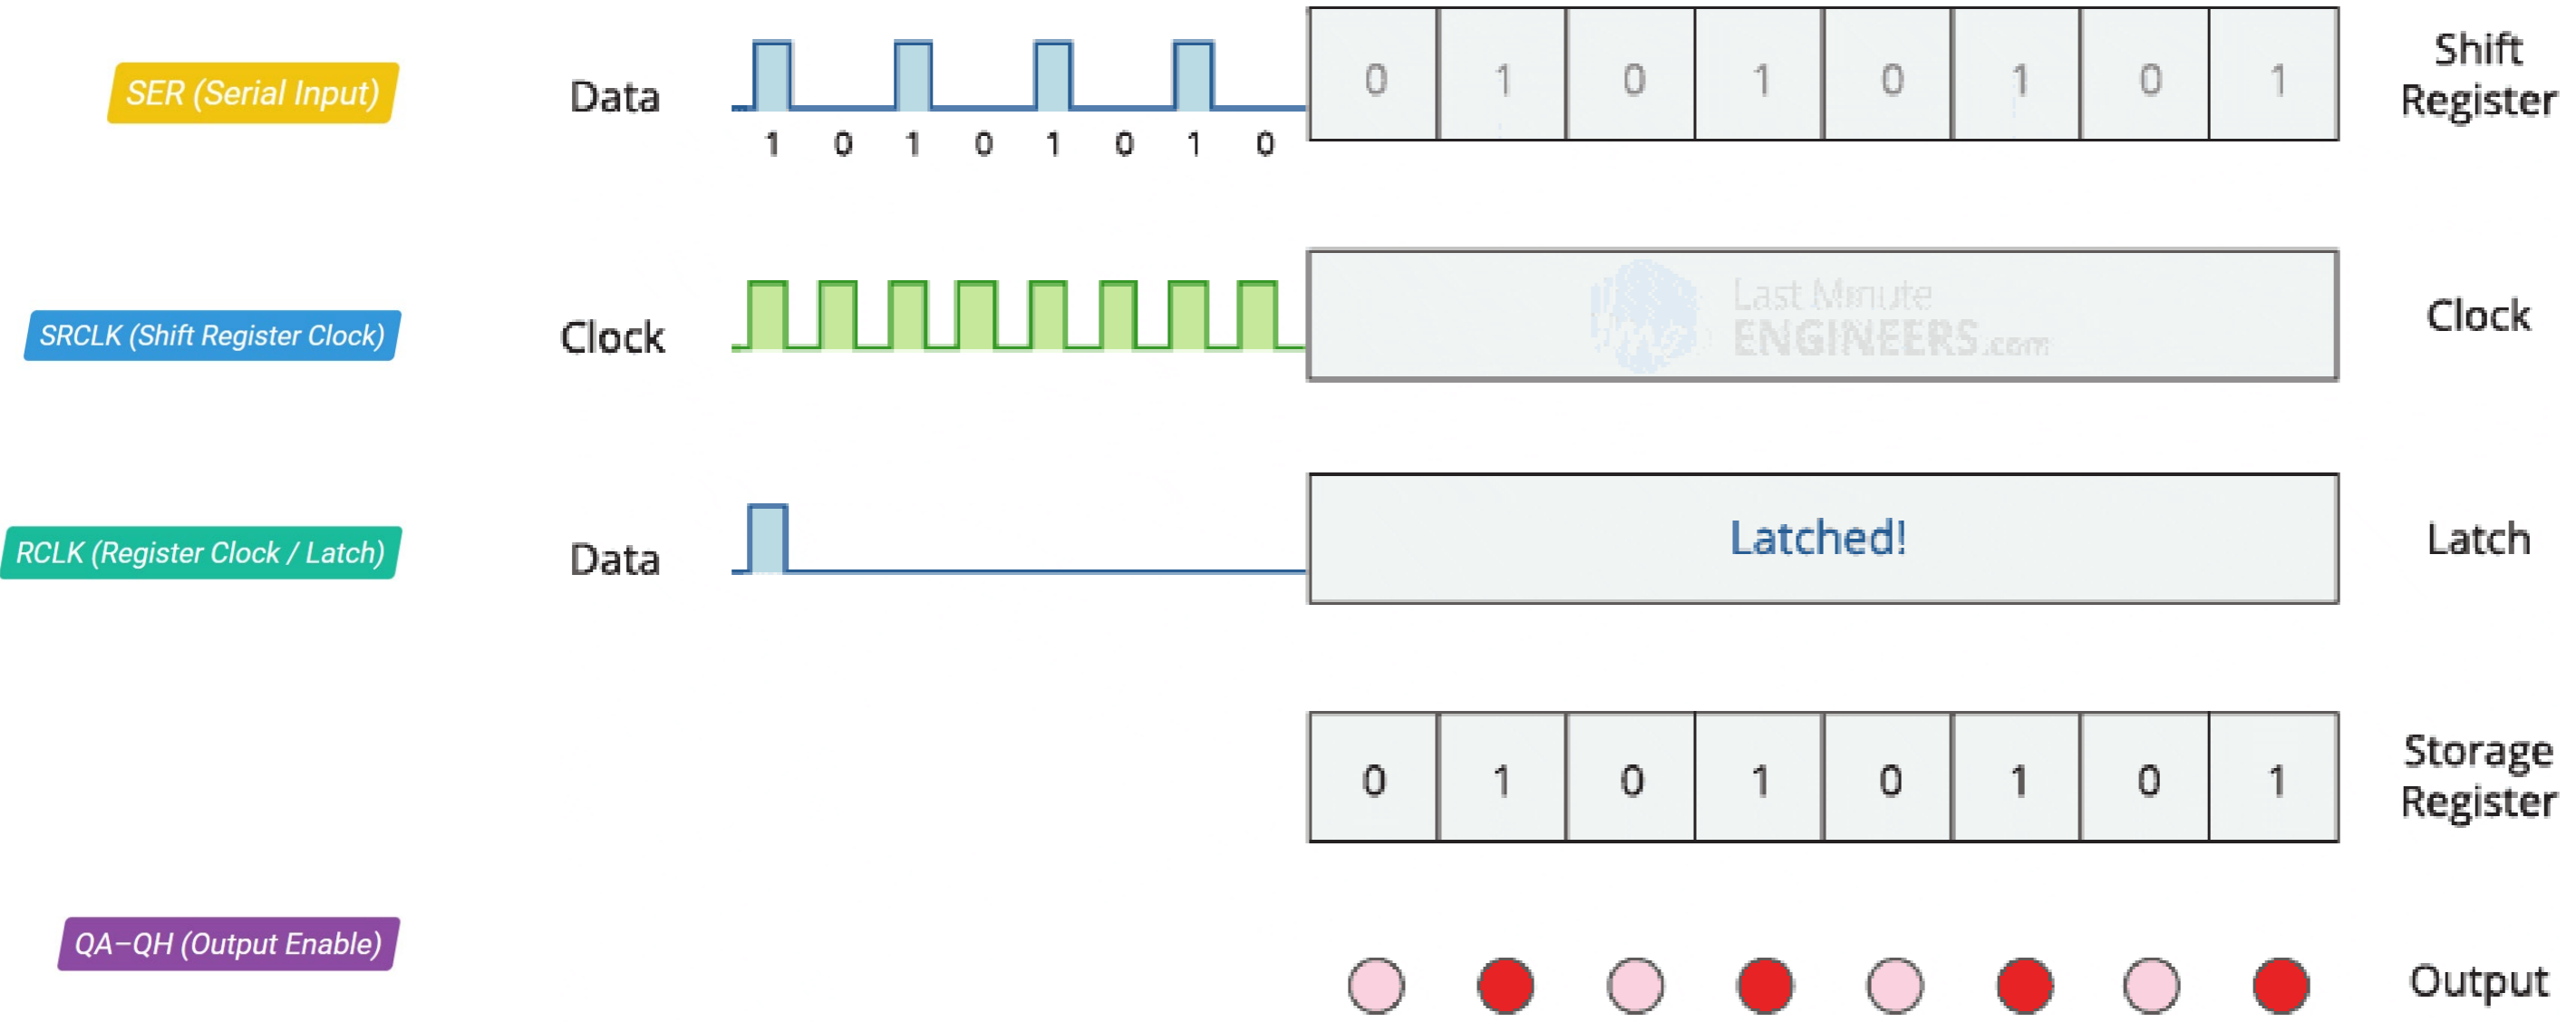 SER (Serial Input)
Data
1 0 1 0 1 0 1 0
0 1 0 1 0 1 0 1
Shift
Register
SRCLK (Shift Register Clock)
Clock
Last Minute
ENGINEERS.com
Clock
RCLK (Register Clock / Latch)
Data
Latched!
Latch
0 1 0 1 0 1 0 1
Storage
Register
QA–QH (Output Enable)
Output